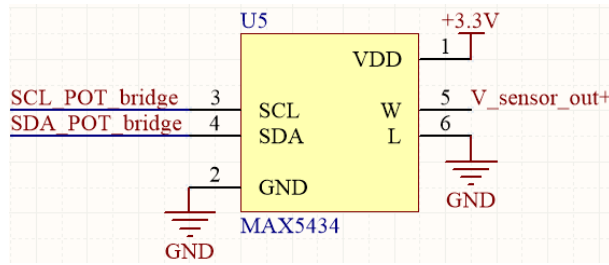 U5
+3.3V
VDD 1
SCL_POT_bridge 3 SCL W 5 V_sensor_out+
SDA_POT_bridge 4 SDA L 6
2 GND
GND
GND
MAX5434